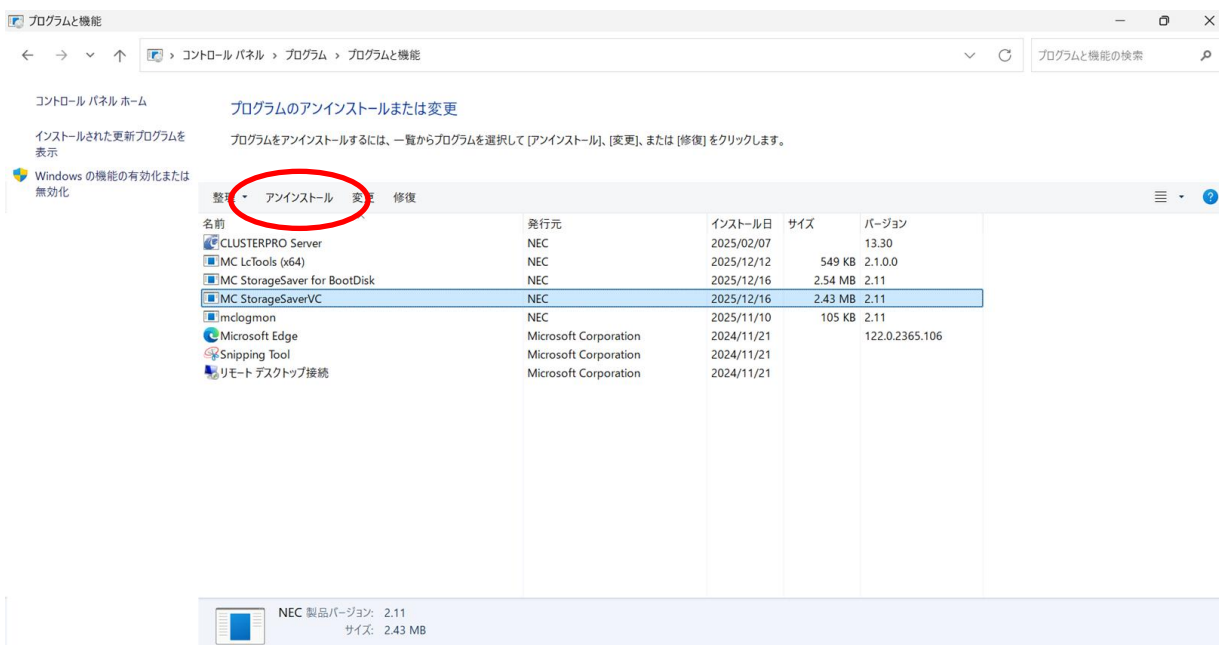 プログラムと機能
コントロール パネル › プログラム › プログラムと機能
プログラムと機能の検索
コントロール パネル ホーム
インストールされた更新プログラムを
表示
Windows の機能の有効化または
無効化
プログラムのアンインストールまたは変更
プログラムをアンインストールするには、一覧からプログラムを選択して [アンインストール]、[変更]、または [修復] をクリックします。
整理 アンインストール 変更 修復
名前 発行元 インストール日 サイズ バージョン
CLUSTERPRO Server NEC 2025/02/07 13.30
MC LcTools (x64) NEC 2025/12/12 549 KB 2.1.0.0
MC StorageSaver for BootDisk NEC 2025/12/16 2.54 MB 2.11
MC StorageSaverVC NEC 2025/12/16 2.43 MB 2.11
mclogmon NEC 2025/11/10 105 KB 2.11
Microsoft Edge Microsoft Corporation 2024/11/21 122.0.2365.106
Snipping Tool Microsoft Corporation 2024/11/21
リモート デスクトップ接続 Microsoft Corporation 2024/11/21
NEC 製品バージョン: 2.11
サイズ: 2.43 MB